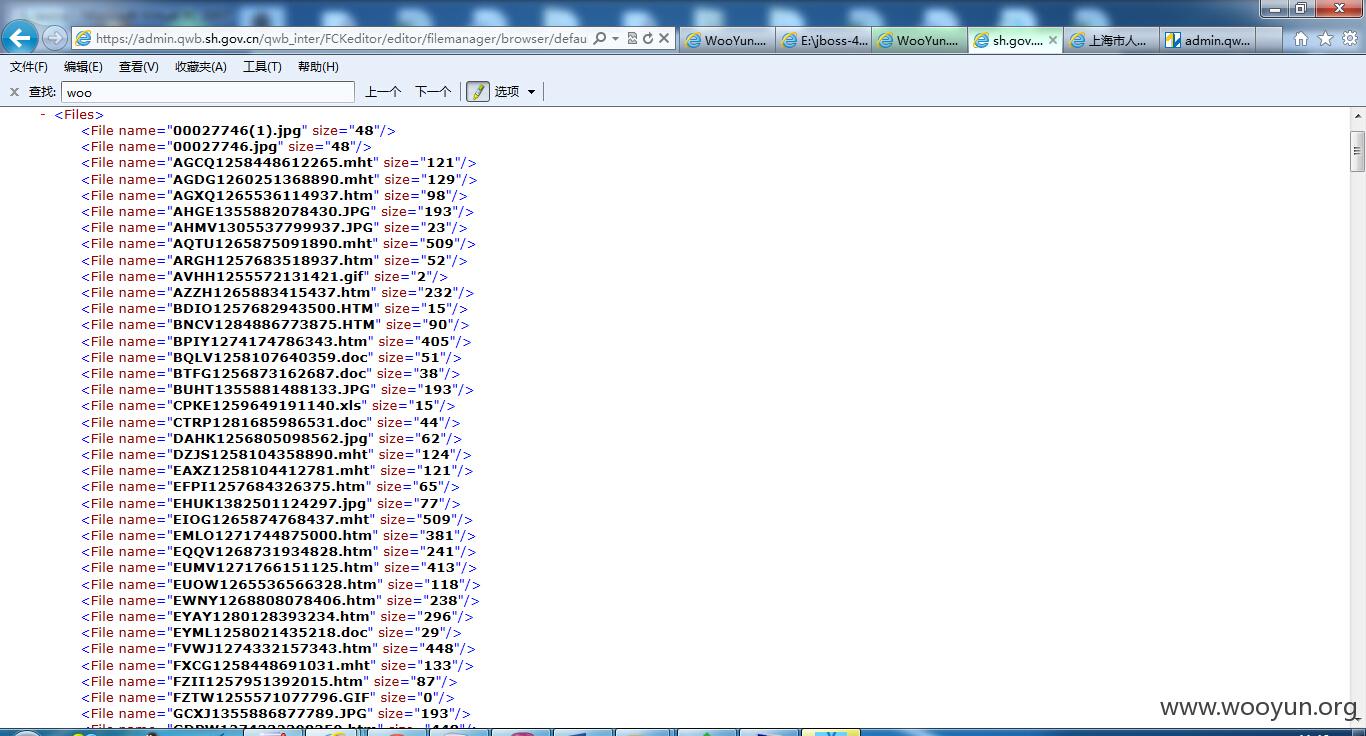 https://admin.qwb.sh.gov.cn/qwb_inter/FCKeditor/editor/filemanager/browser/defau
WooYun....
E:\jboss-4...
WooYun....
sh.gov....
上海市人...
admin.qw...
文件(F) 编辑(E) 查看(V) 收藏夹(A) 工具(T) 帮助(H)
x 查找: woo 上一个 下一个 选项
- <Files>
<File name="00027746(1).jpg" size="48"/>
<File name="00027746.jpg" size="48"/>
<File name="AGCQ1258448612265.mht" size="121"/>
<File name="AGDG1260251368890.mht" size="129"/>
<File name="AGXQ1265536114937.htm" size="98"/>
<File name="AHGE1355882078430.JPG" size="193"/>
<File name="AHMV1305537799937.JPG" size="23"/>
<File name="AQTU1265875091890.mht" size="509"/>
<File name="ARGH1257683518937.htm" size="52"/>
<File name="AVHH1255572131421.gif" size="2"/>
<File name="AZZH1265883415437.htm" size="232"/>
<File name="BDIO1257682943500.HTM" size="15"/>
<File name="BNCV1284886773875.HTM" size="90"/>
<File name="BPIY1274174786343.htm" size="405"/>
<File name="BQLV1258107640359.doc" size="51"/>
<File name="BTFG1256873162687.doc" size="38"/>
<File name="BUHT1355881488133.JPG" size="193"/>
<File name="CPKE1259649191140.xls" size="15"/>
<File name="CTRP1281685986531.doc" size="44"/>
<File name="DAHK1256805098562.jpg" size="62"/>
<File name="DZJS1258104358890.mht" size="124"/>
<File name="EAXZ1258104412781.mht" size="121"/>
<File name="EFPI1257684326375.htm" size="65"/>
<File name="EHUK1382501124297.jpg" size="77"/>
<File name="EIOG1265874768437.mht" size="509"/>
<File name="EMLO1271744875000.htm" size="381"/>
<File name="EQQV1268731934828.htm" size="241"/>
<File name="EUMV1271766151125.htm" size="413"/>
<File name="EUOW1265536566328.htm" size="118"/>
<File name="EWNY1268808078406.htm" size="238"/>
<File name="EYAY1280128393234.htm" size="296"/>
<File name="EYML1258021435218.doc" size="29"/>
<File name="FVWJ1274332157343.htm" size="448"/>
<File name="FXCG1258448691031.mht" size="133"/>
<File name="FZII1257951392015.htm" size="87"/>
<File name="FZTW1255571077796.GIF" size="0"/>
<File name="GCXJ1355886877789.JPG" size="193"/>
www.wooyun.org